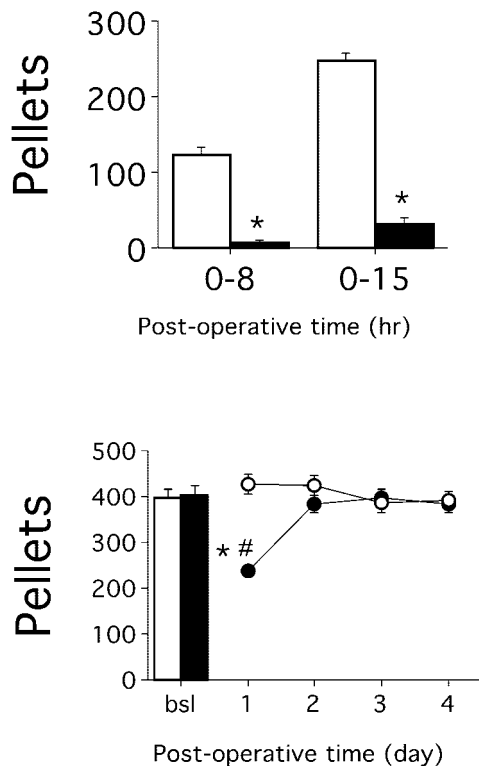 300
200
Pellets
100
*
*
0
0-8 0-15
Post-operative time (hr)
500
400
Pellets
300
* #
200
100
0
bsl 1 2 3 4
Post-operative time (day)